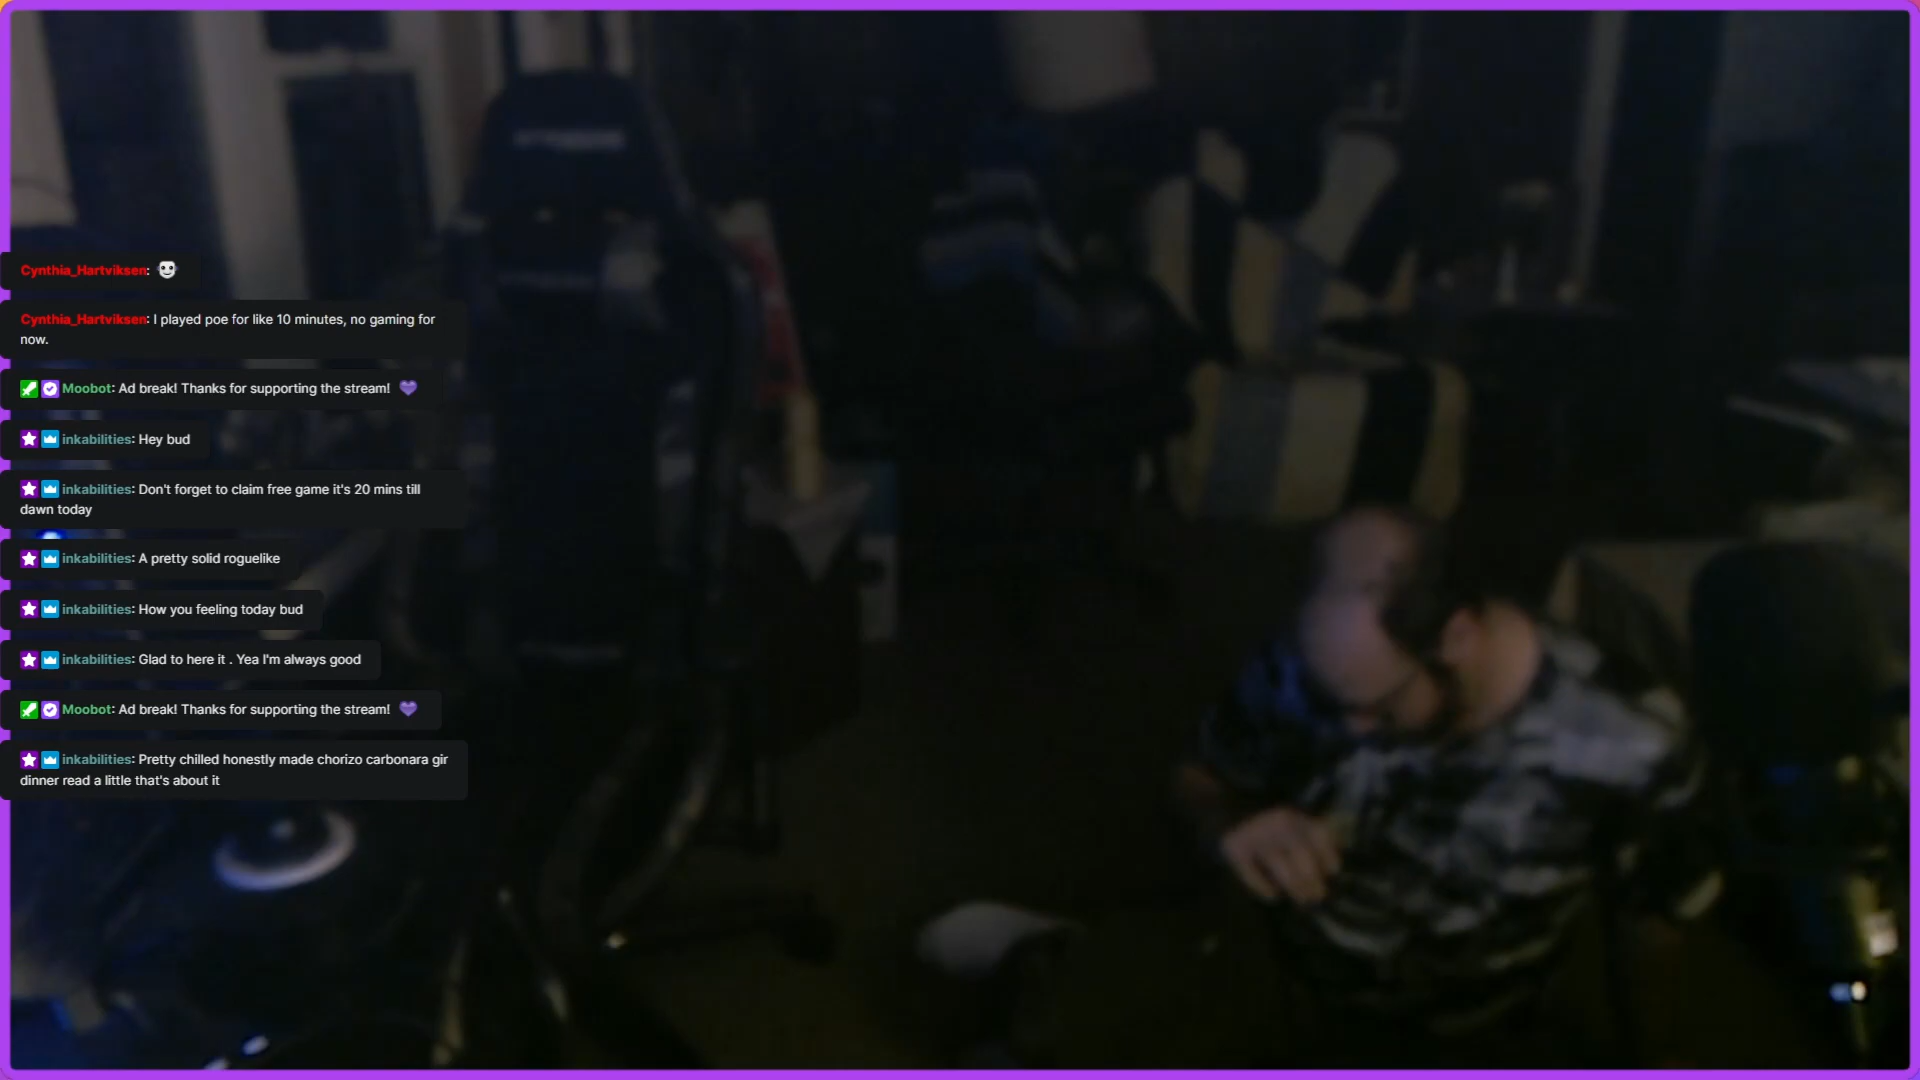 Cynthia_Hartviksen:
Cynthia_Hartviksen: I played poe for like 10 minutes, no gaming for
now.
Moobot: Ad break! Thanks for supporting the stream!
inkabilities: Hey bud
inkabilities: Don't forget to claim free game it's 20 mins till
dawn today
inkabilities: A pretty solid roguelike
inkabilities: How you feeling today bud
inkabilities: Glad to here it . Yea I'm always good
Moobot: Ad break! Thanks for supporting the stream!
inkabilities: Pretty chilled honestly made chorizo carbonara gir
dinner read a little that's about it